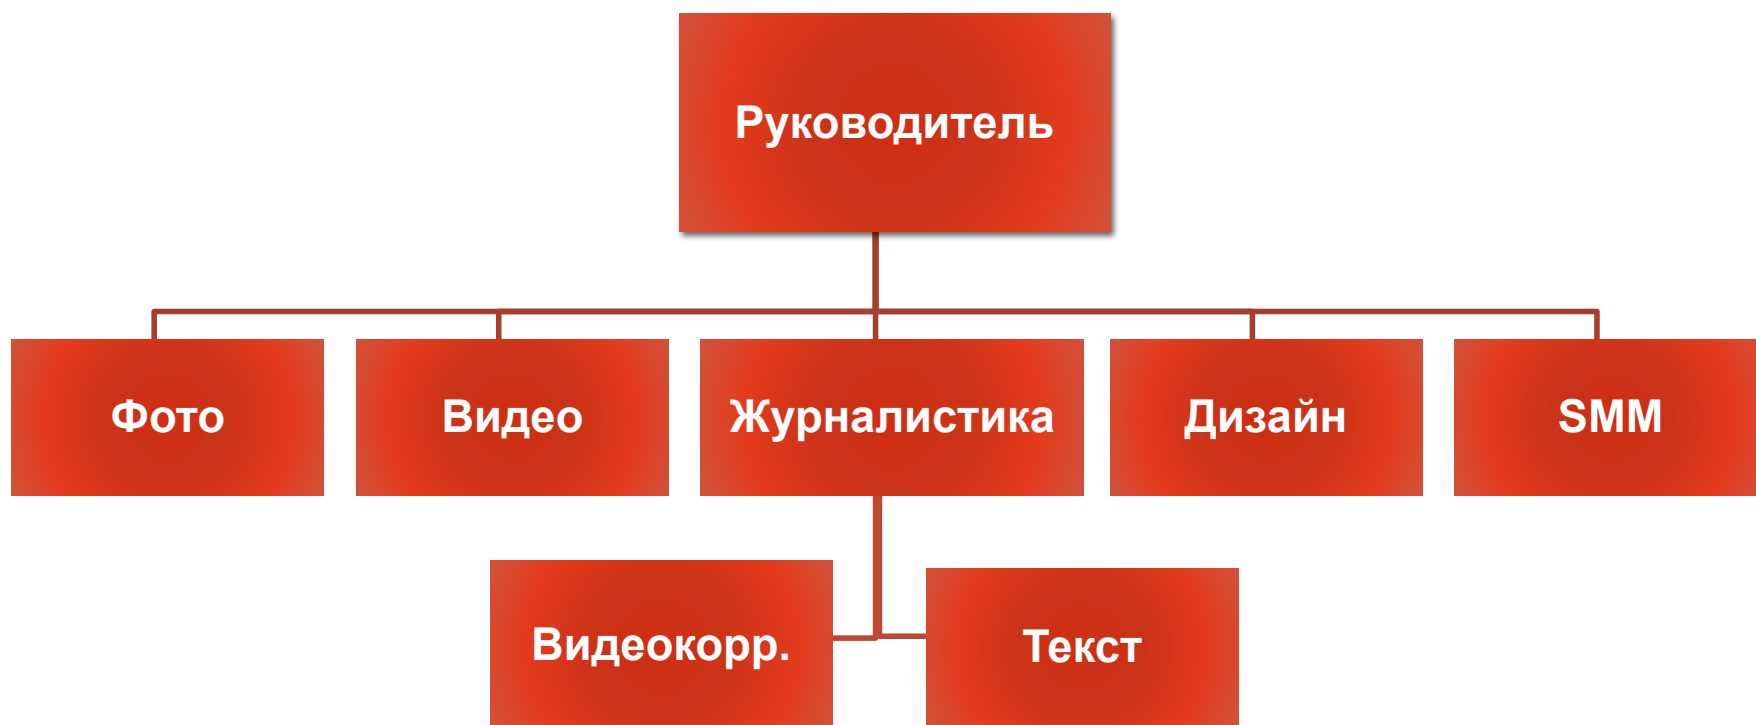 Руководитель
Фото
Видео
Журналистика
Дизайн
SMM
Видеокорр.
Текст